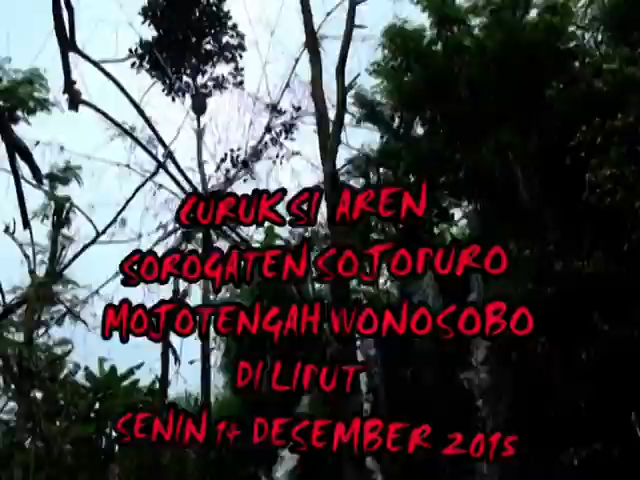 CURUK SI AREN
SOROGATEN SOJOPURO
MOJOTENGAH WONOSOBO
DI LIPUT
SENIN 14 DESEMBER 2015